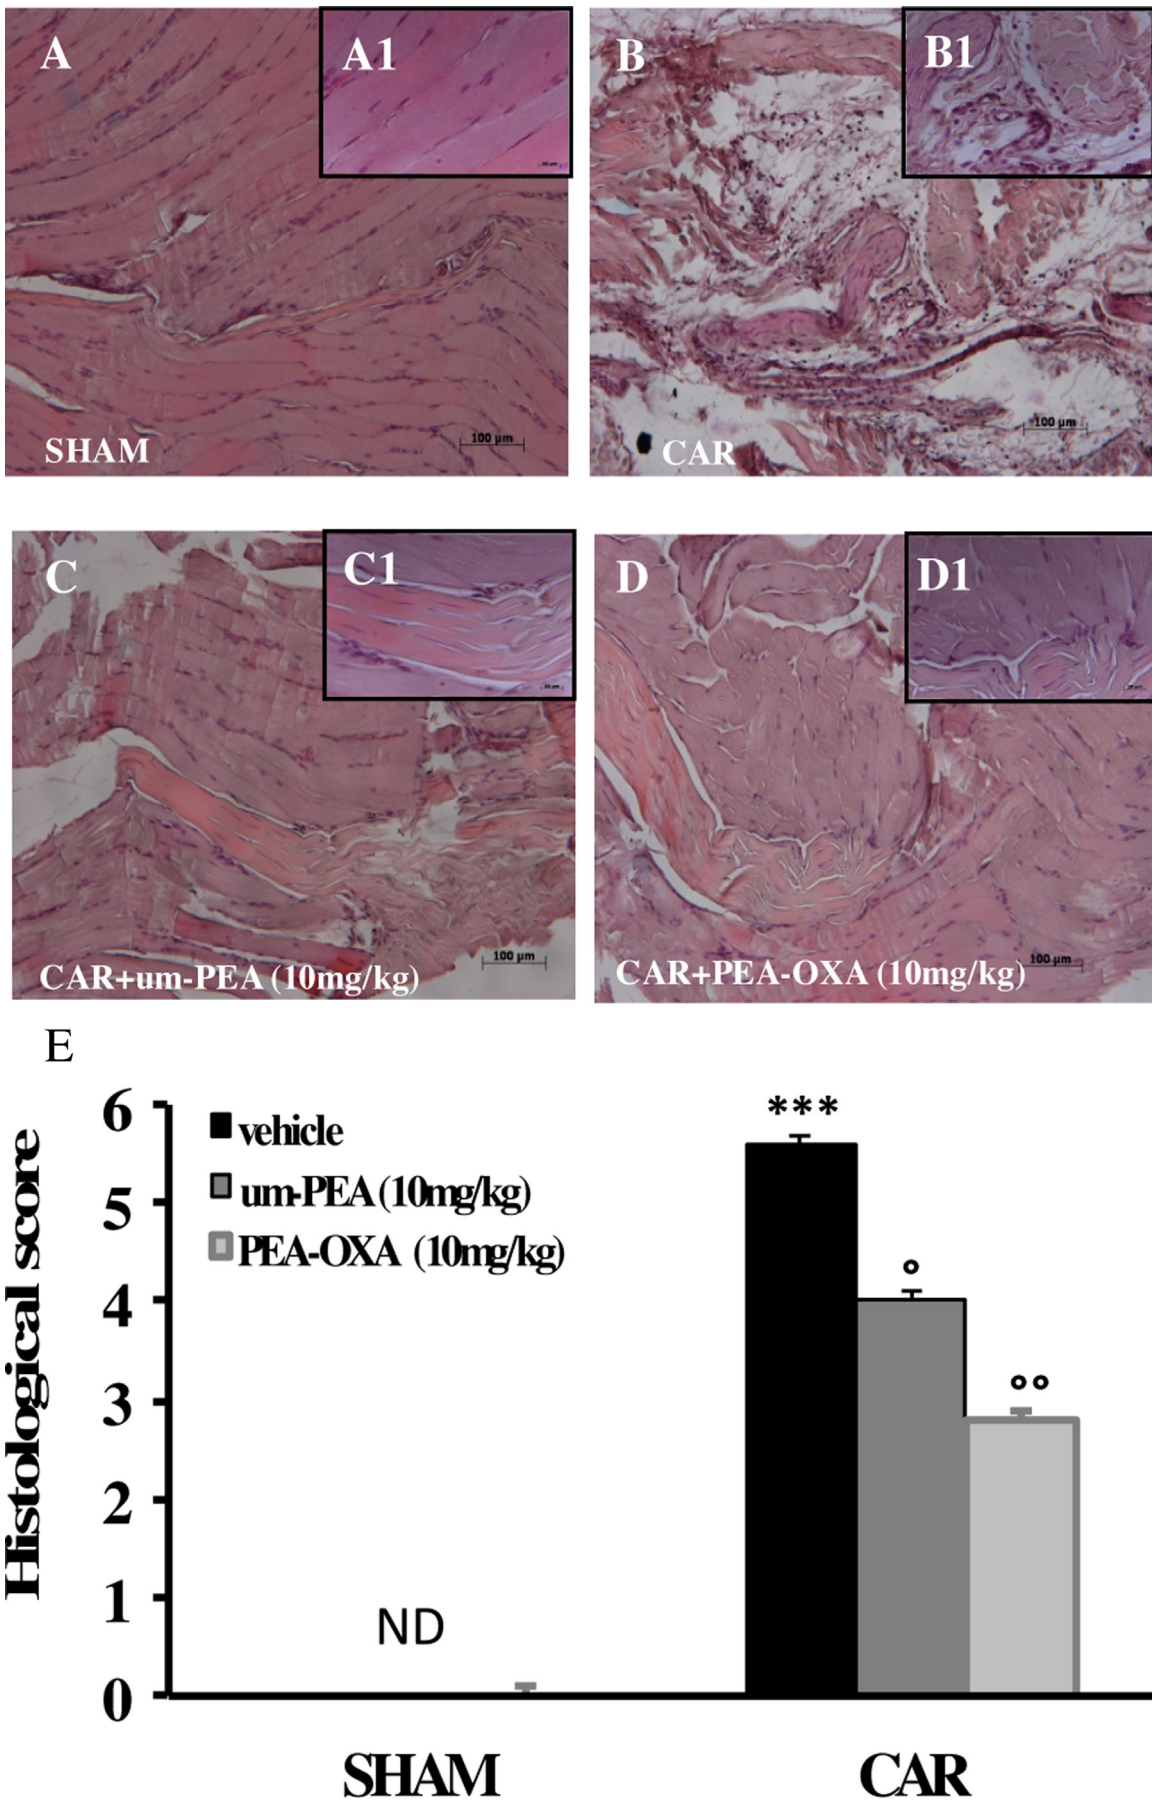 A
A1
SHAM
100 µm
B
B1
CAR
100 µm
C
C1
CAR+um-PEA (10mg/kg)
100 µm
D
D1
CAR+PEA-OXA (10mg/kg)
100 µm
E
Histological score
6
5
4
3
2
1
0
vehicle
um-PEA (10mg/kg)
PEA-OXA (10mg/kg)
***
°
°°
ND
SHAM
CAR